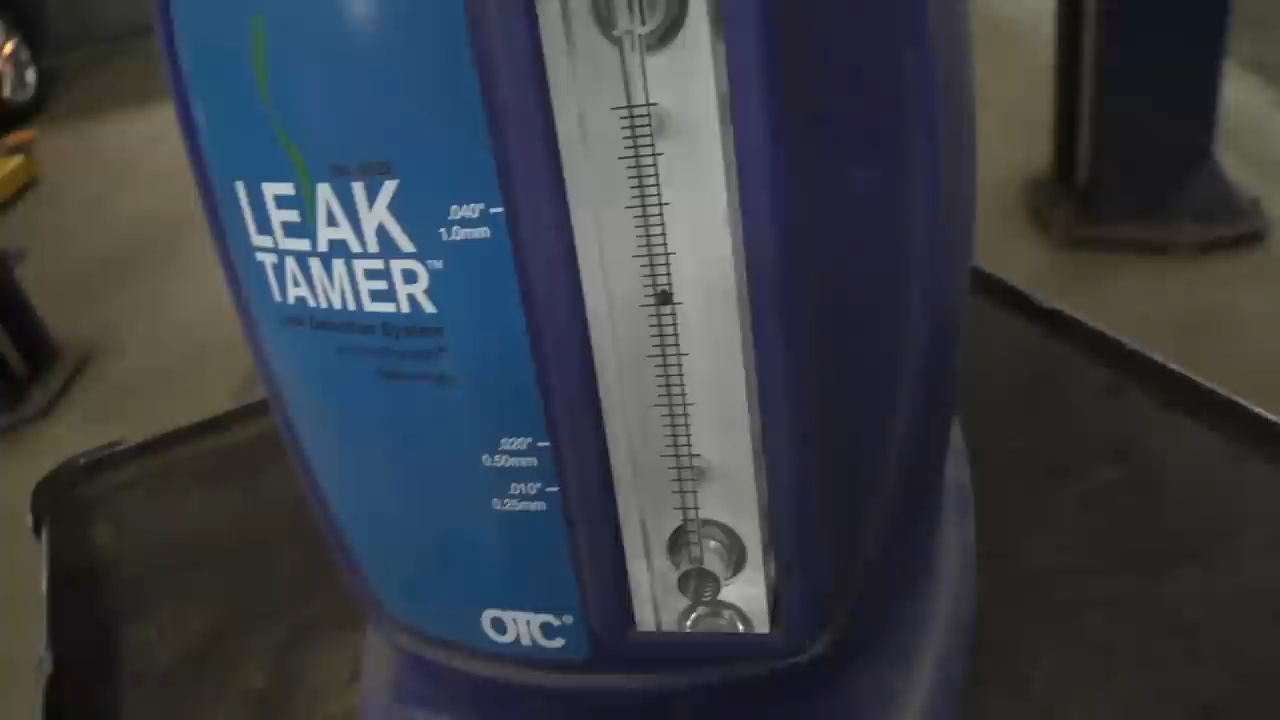 LEAK
TAMER™
.040"
1.0mm
.020"
0.50mm
.010"
0.25mm
OTC®